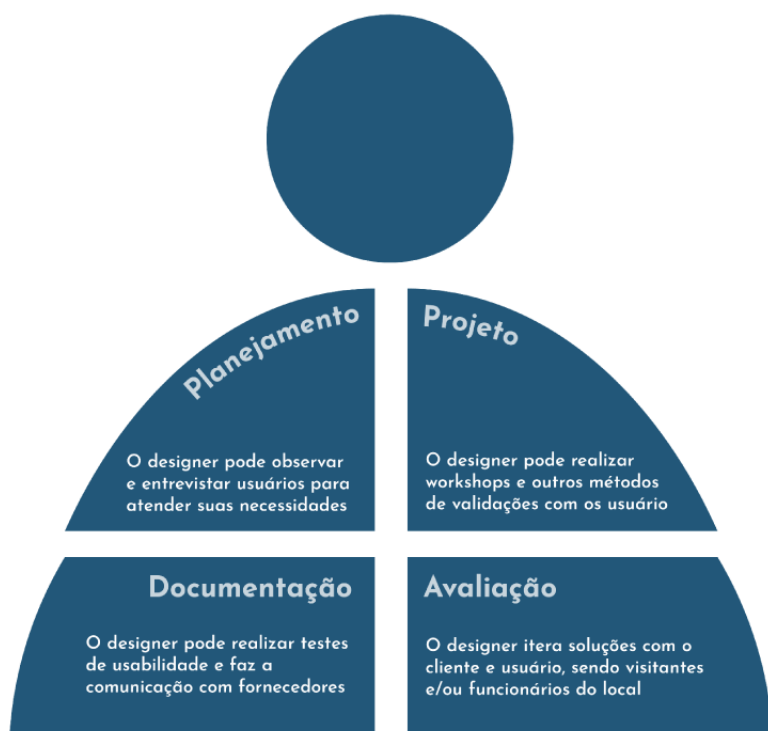 Planejamento
O designer pode observar
e entrevistar usuários para
atender suas necessidades
Projeto
O designer pode realizar
workshops e outros métodos
de validações com os usuário
Documentação
O designer pode realizar testes
de usabilidade e faz a
comunicação com fornecedores
Avaliação
O designer itera soluções com o
cliente e usuário, sendo visitantes
e/ou funcionários do local